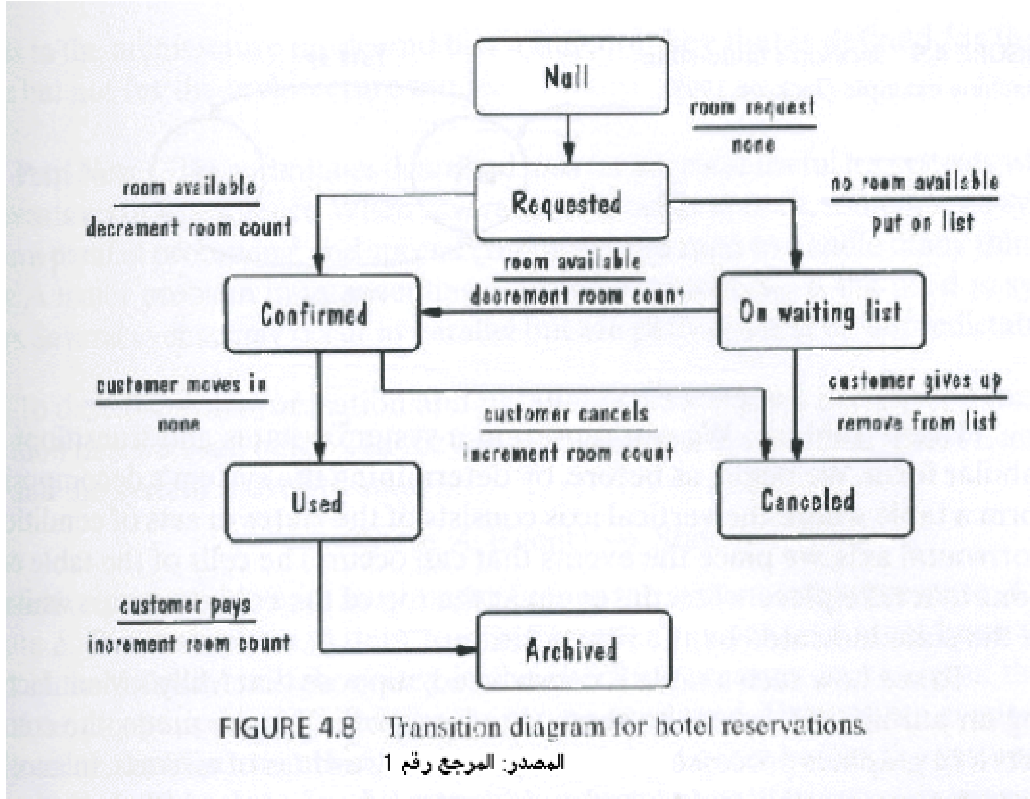 Nail
room request
none
room available
decrement room count
Requested
no room available
put on list
room available
decrement room count
Confirmed
On waiting list
customer moves in
none
customer gives up
remove from list
customer cancels
increment room count
Used
Canceled
customer pays
increment room count
Archived
FIGURE 4.8 Transition diagram for hotel reservations.
المصدر: المرجع رقم 1